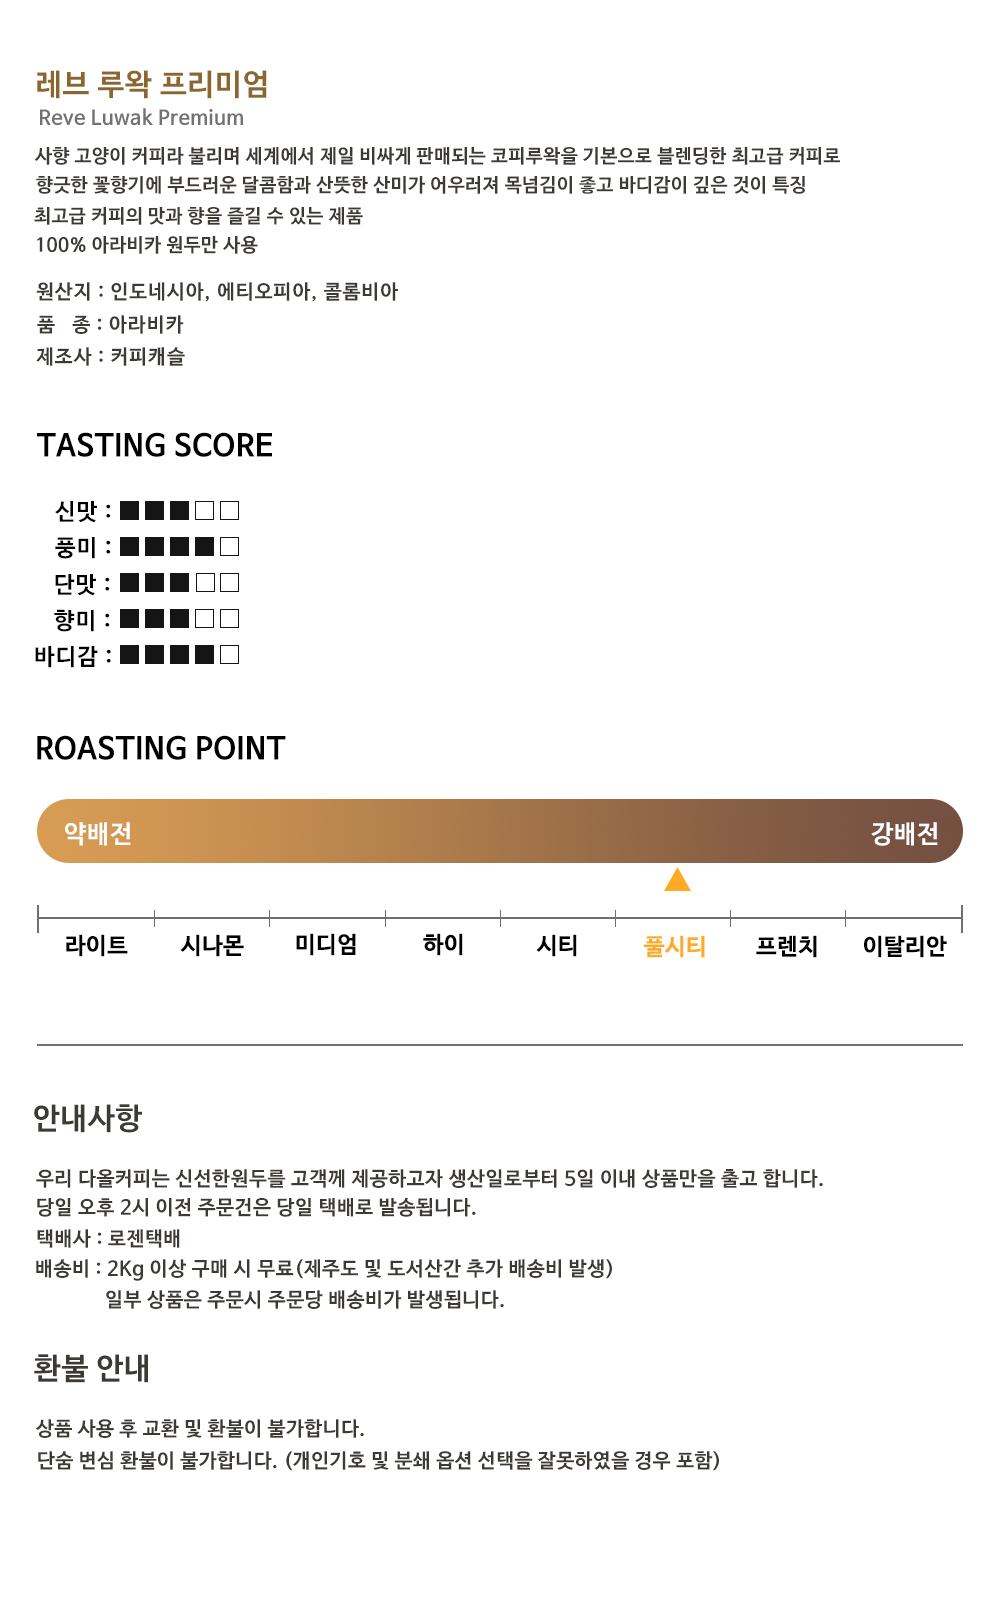 레브 루왁 프리미엄
Reve Luwak Premium
사향 고양이 커피라 불리며 세계에서 제일 비싸게 판매되는 코피루왁을 기본으로 블렌딩한 최고급 커피로
향긋한 꽃향기에 부드러운 달콤함과 산뜻한 산미가 어우러져 목넘김이 좋고 바디감이 깊은 것이 특징
최고급 커피의 맛과 향을 즐길 수 있는 제품
100% 아라비카 원두만 사용
원산지 : 인도네시아, 에티오피아, 콜롬비아
품 종 : 아라비카
제조사 : 커피캐슬
TASTING SCORE
신맛 :
풍미 :
단맛 :
향미 :
바디감 :
ROASTING POINT
약배전 강배전
라이트 시나몬 미디엄 하이 시티 풀시티 프렌치 이탈리안
안내사항
우리 다올커피는 신선한원두를 고객께 제공하고자 생산일로부터 5일 이내 상품만을 출고 합니다.
당일 오후 2시 이전 주문건은 당일 택배로 발송됩니다.
택배사 : 로젠택배
배송비 : 2Kg 이상 구매 시 무료(제주도 및 도서산간 추가 배송비 발생)
일부 상품은 주문시 주문당 배송비가 발생됩니다.
환불 안내
상품 사용 후 교환 및 환불이 불가합니다.
단숨 변심 환불이 불가합니다. (개인기호 및 분쇄 옵션 선택을 잘못하였을 경우 포함)